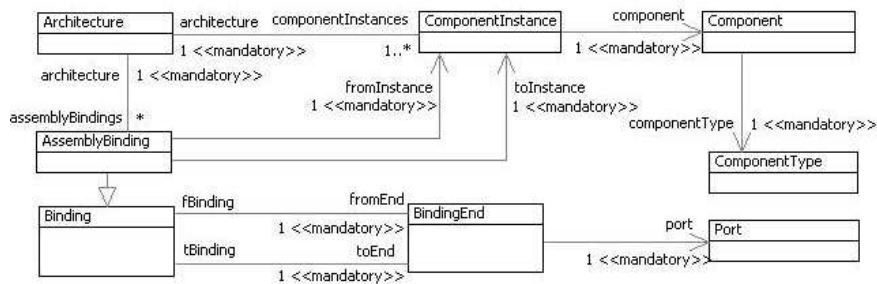 Architecture
architecture
componentInstances
ComponentInstance
component
Component
1 <<mandatory>>
1..*
1 <<mandatory>>
architecture
1 <<mandatory>>
fromInstance
1 <<mandatory>>
toInstance
1 <<mandatory>>
assemblyBindings
*
componentType
1 <<mandatory>>
AssemblyBinding
ComponentType
Binding
fBinding
fromEnd
1 <<mandatory>>
BindingEnd
port
1 <<mandatory>>
Port
tBinding
toEnd
1 <<mandatory>>